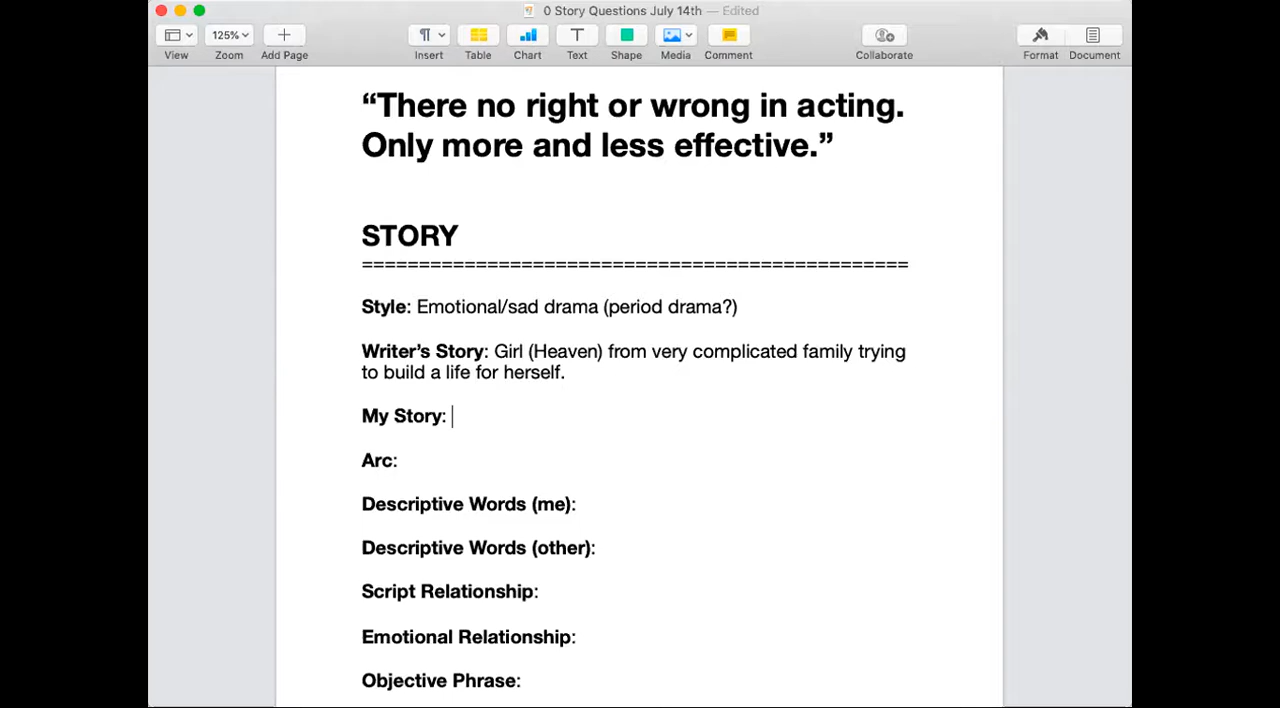 0 Story Questions July 14th — Edited
125%
View Zoom Add Page Insert Table Chart Text Shape Media Comment Collaborate Format Document
“There no right or wrong in acting.
Only more and less effective.”
STORY
================================================
Style: Emotional/sad drama (period drama?)
Writer’s Story: Girl (Heaven) from very complicated family trying
to build a life for herself.
My Story:
Arc:
Descriptive Words (me):
Descriptive Words (other):
Script Relationship:
Emotional Relationship:
Objective Phrase: